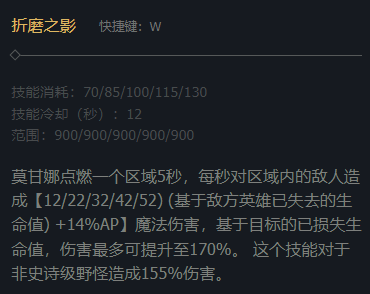 折磨之影 快捷键：W
技能消耗：70/85/100/115/130
技能冷却（秒）：12
范围：900/900/900/900/900
莫甘娜点燃一个区域5秒，每秒对区域内的敌人造
成【12/22/32/42/52) (基于敌方英雄已失去的生
命值) +14%AP】魔法伤害，基于目标的已损失生
命值，伤害最多可提升至170%。 这个技能对于
非史诗级野怪造成155%伤害。